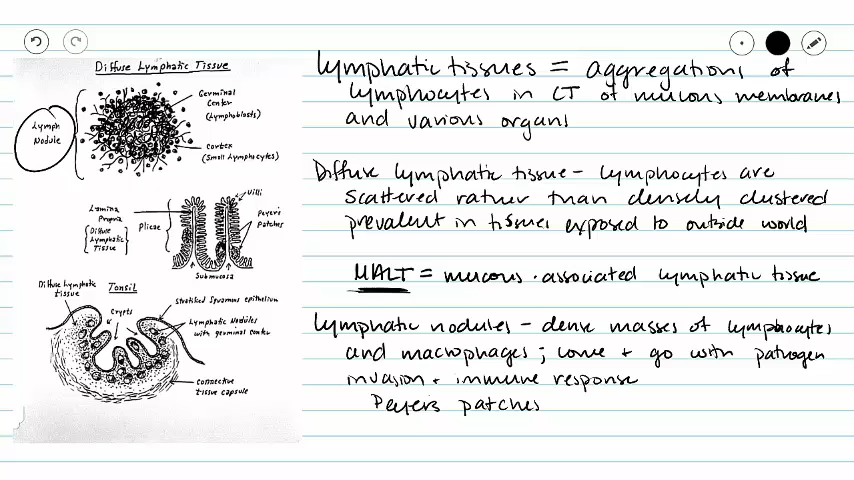 Diffuse Lymphatic Tissue
Germinal
Center
(Lymphoblasts)
Lymph
Nodule
Cortex
(Small Lymphocytes)
Villi
Lamina
Propria
Diffuse
Lymphatic
Tissue
Plicae
Peyer's
Patches
Submucosa
Diffuse Lymphatic
tissue
Tonsil
Crypts
Stratified Squamous epithelium
Lymphatic Nodules
with germinal center
Connective
tissue capsule
lymphatic tissues = aggregations of
lymphocytes in CT of mucous membranes
and various organs
Diffuse lymphatic tissue - lymphocytes are
scattered rather than densely clustered
prevalent in tissues exposed to outside world
MALT = mucous-associated lymphatic tissue
lymphatic nodules - dense masses of lymphocytes
and macrophages; come + go with pathogen
invasion + immune response
Peyer's patches